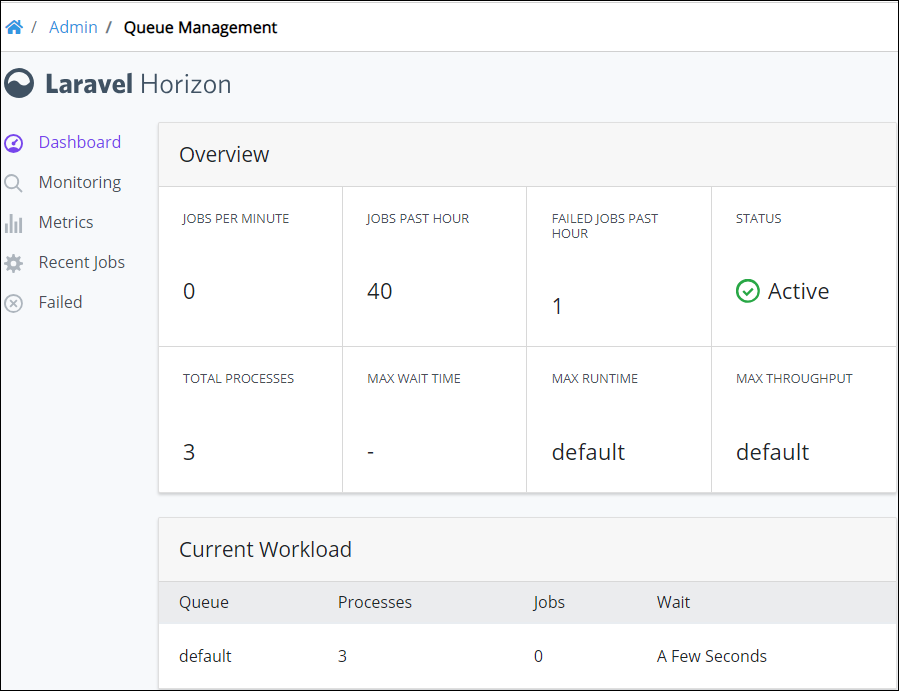 / Admin / Queue Management
Laravel Horizon
Dashboard
Monitoring
Metrics
Recent Jobs
Failed
Overview
JOBS PER MINUTE
0
JOBS PAST HOUR
40
FAILED JOBS PAST
HOUR
1
STATUS
Active
TOTAL PROCESSES
3
MAX WAIT TIME
-
MAX RUNTIME
default
MAX THROUGHPUT
default
Current Workload
Queue Processes Jobs Wait
default 3 0 A Few Seconds